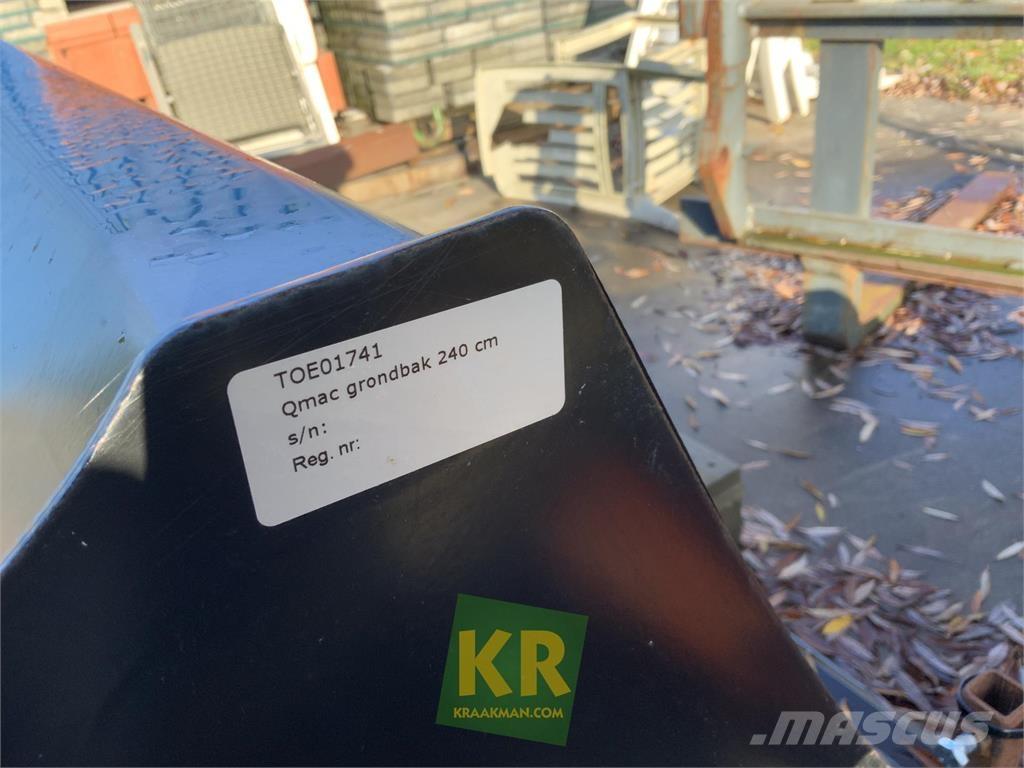 TOE01741
Qmac grondbak 240 cm
s/n:
Reg. nr:
KR
KRAAKMAN.COM
MASCUS